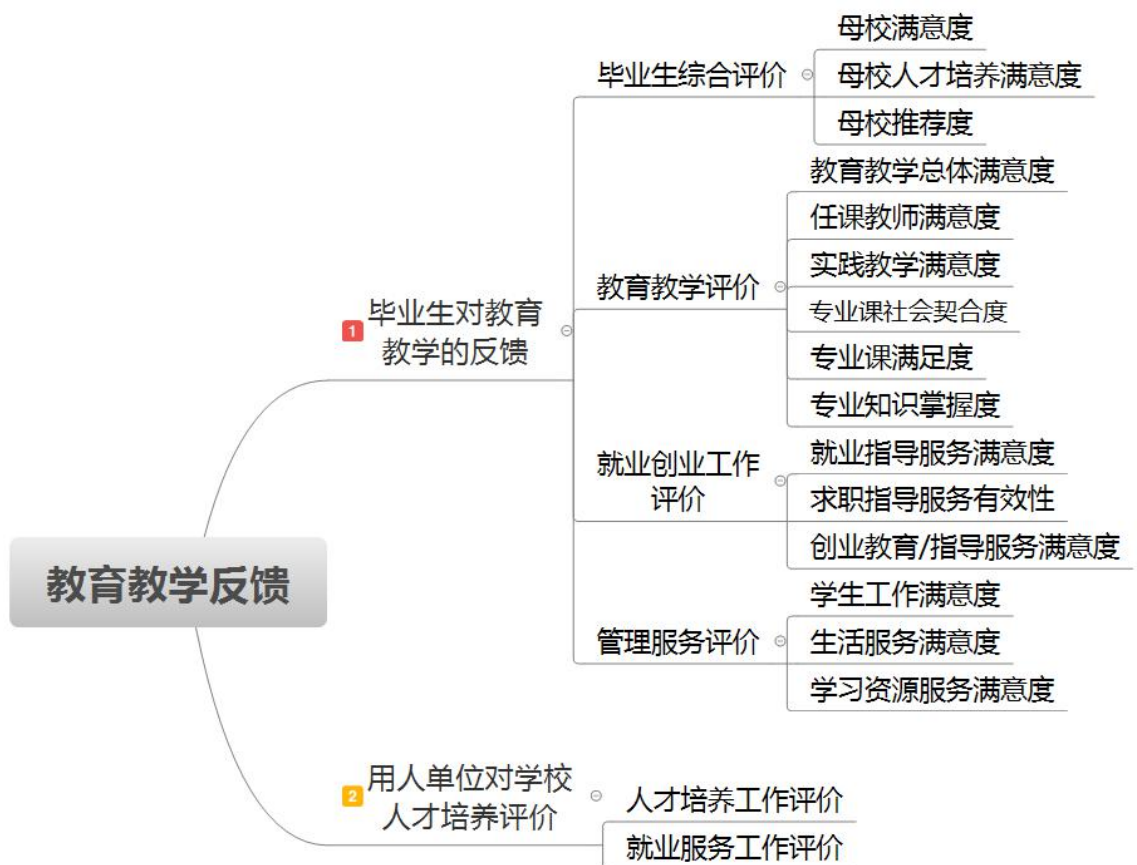 教育教学反馈
1
毕业生对教育
教学的反馈
毕业生综合评价
母校满意度
母校人才培养满意度
母校推荐度
教育教学评价
教育教学总体满意度
任课教师满意度
实践教学满意度
专业课社会契合度
专业课满足度
专业知识掌握度
就业创业工作
评价
就业指导服务满意度
求职指导服务有效性
创业教育/指导服务满意度
管理服务评价
学生工作满意度
生活服务满意度
学习资源服务满意度
2
用人单位对学校
人才培养评价
人才培养工作评价
就业服务工作评价